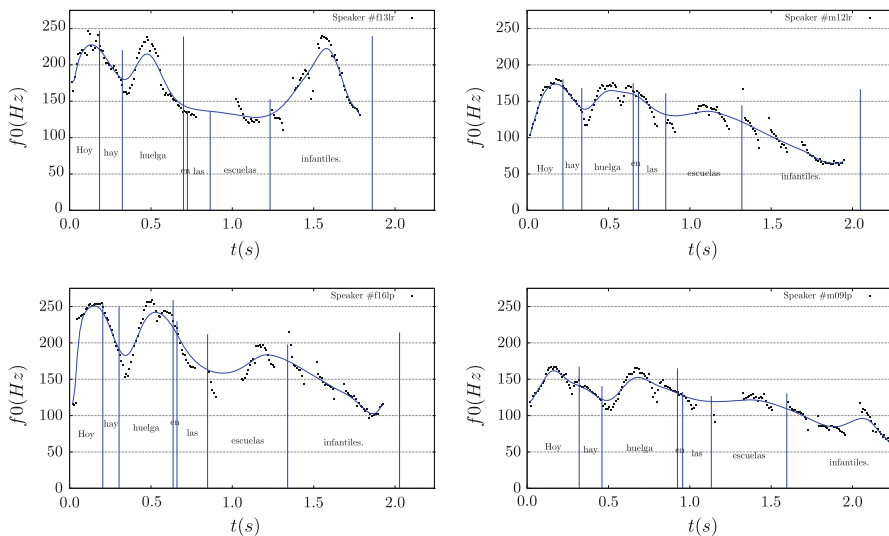 Speaker #f13lr
f0(Hz)
250
200
150
100
50
0
Hoy hay huelga en las escuelas infantiles.
0.0 0.5 1.0 1.5 2.0
t(s)
Speaker #m12lr
f0(Hz)
250
200
150
100
50
0
Hoy hay huelga en las escuelas infantiles.
0.0 0.5 1.0 1.5 2.0
t(s)
Speaker #f16lp
f0(Hz)
250
200
150
100
50
0
Hoy hay huelga en las escuelas infantiles.
0.0 0.5 1.0 1.5 2.0
t(s)
Speaker #m09lp
f0(Hz)
250
200
150
100
50
0
Hoy hay huelga en las escuelas infantiles.
0.0 0.5 1.0 1.5 2.0
t(s)